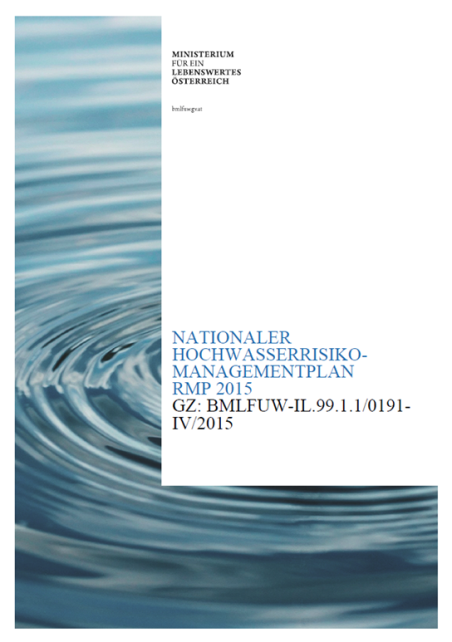 MINISTERIUM
FÜR EIN
LEBENSWERTES
ÖSTERREICH
bmlfuw.gv.at
NATIONALER
HOCHWASSERRISIKO-
MANAGEMENTPLAN
RMP 2015
GZ: BMLFUW-IL.99.1.1/0191-
IV/2015